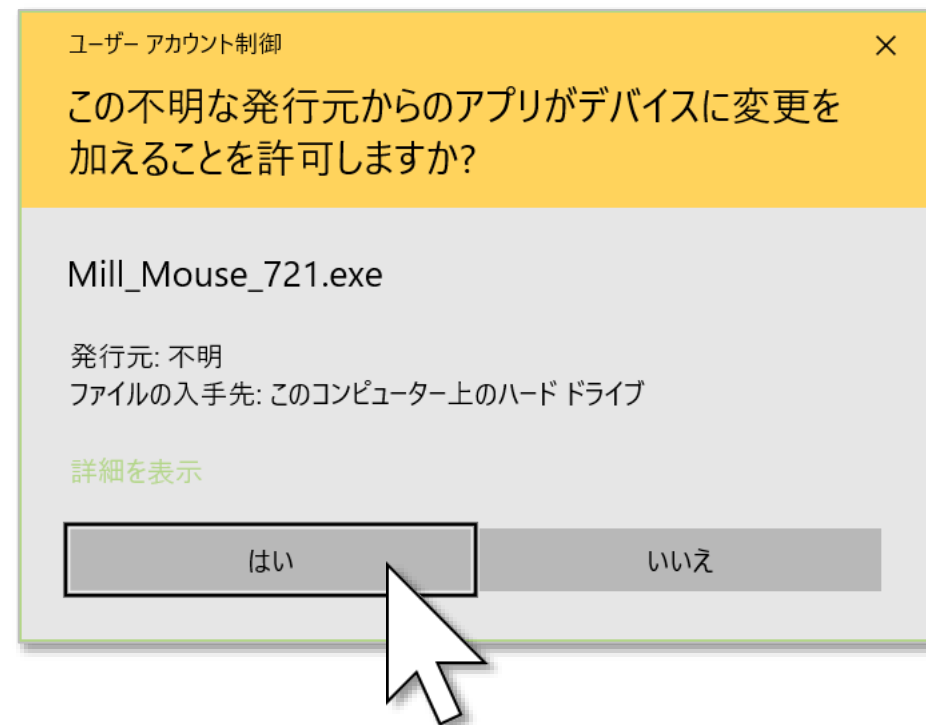 ユーザー アカウント制御
この不明な発行元からのアプリがデバイスに変更を
加えることを許可しますか?
Mill_Mouse_721.exe
発行元: 不明
ファイルの入手先: このコンピューター上のハード ドライブ
詳細を表示
はい
いいえ